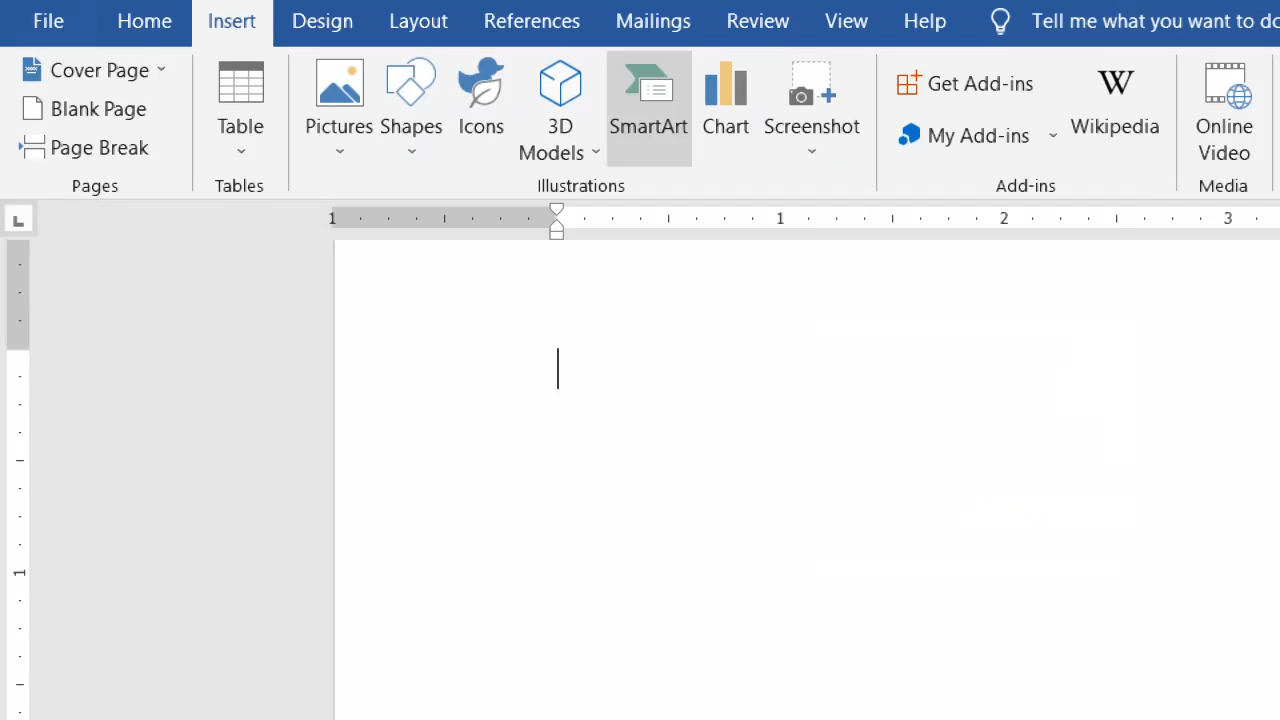 File Home Insert Design Layout References Mailings Review View Help Tell me what you want to do
Cover Page
Blank Page
Page Break
Pages
Table
Tables
Pictures Shapes Icons 3D Models SmartArt Chart Screenshot
Illustrations
Get Add-ins
My Add-ins
W Wikipedia
Add-ins
Online Video
Media
L
1 1 2 3
1